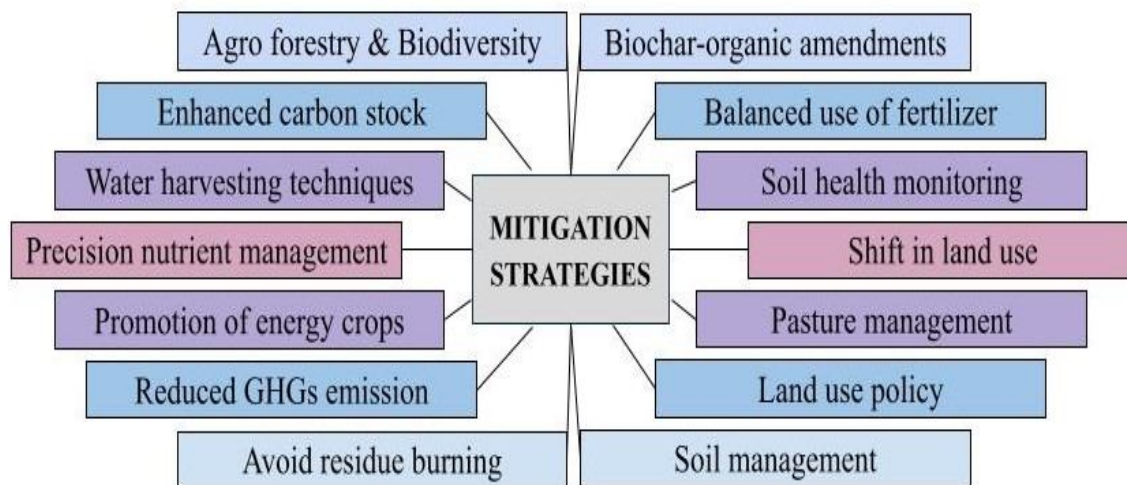 Agro forestry & Biodiversity
Biochar-organic amendments
Enhanced carbon stock
Balanced use of fertilizer
Water harvesting techniques
Soil health monitoring
MITIGATION
STRATEGIES
Precision nutrient management
Shift in land use
Promotion of energy crops
Pasture management
Reduced GHGs emission
Land use policy
Avoid residue burning
Soil management